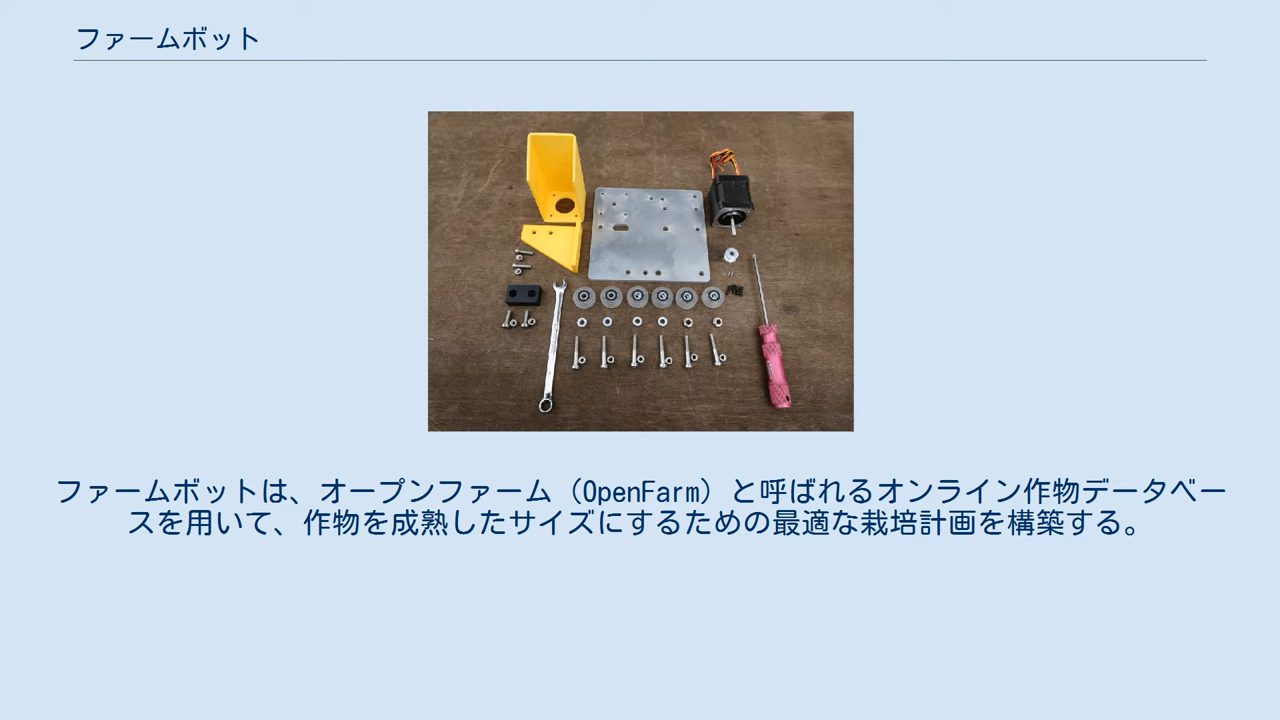 ファームボット
ファームボットは、オープンファーム（OpenFarm）と呼ばれるオンライン作物データベー
スを用いて、作物を成熟したサイズにするための最適な栽培計画を構築する。